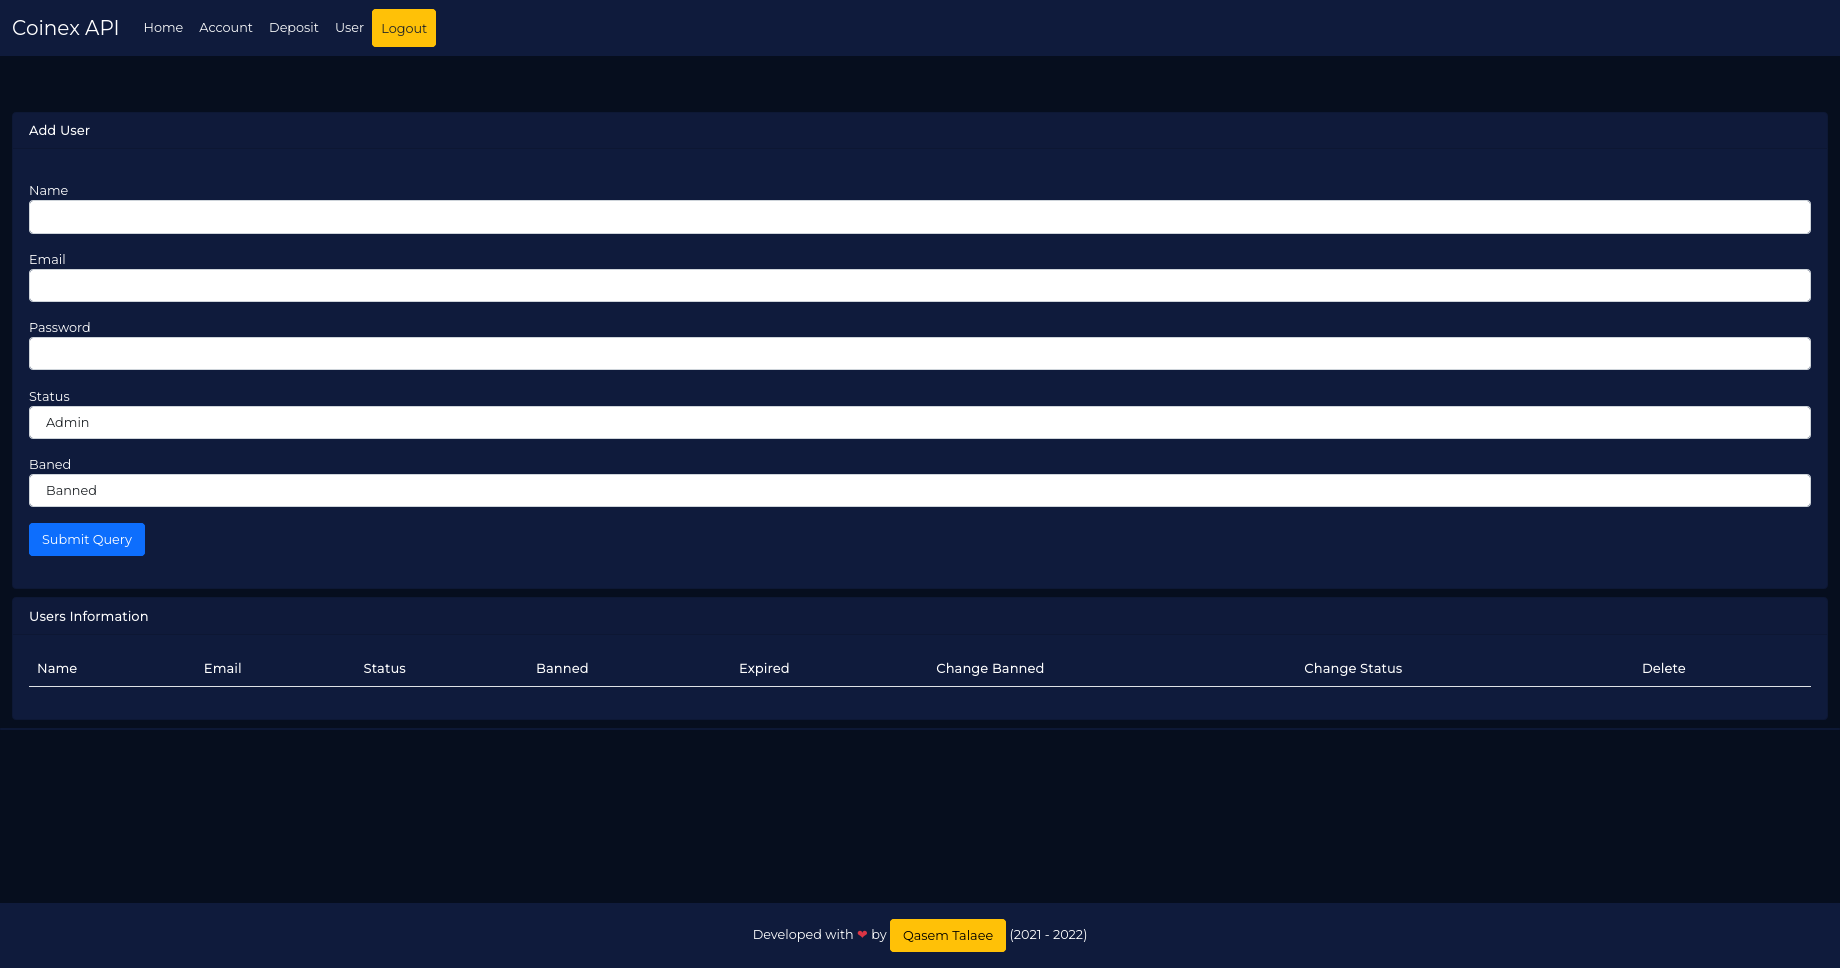 Coinex API Home Account Deposit User Logout
Add User
Name
Email
Password
Status
Admin
Baned
Banned
Submit Query
Users Information
Name Email Status Banned Expired Change Banned Change Status Delete
Developed with ❤ by Qasem Talaee (2021 - 2022)